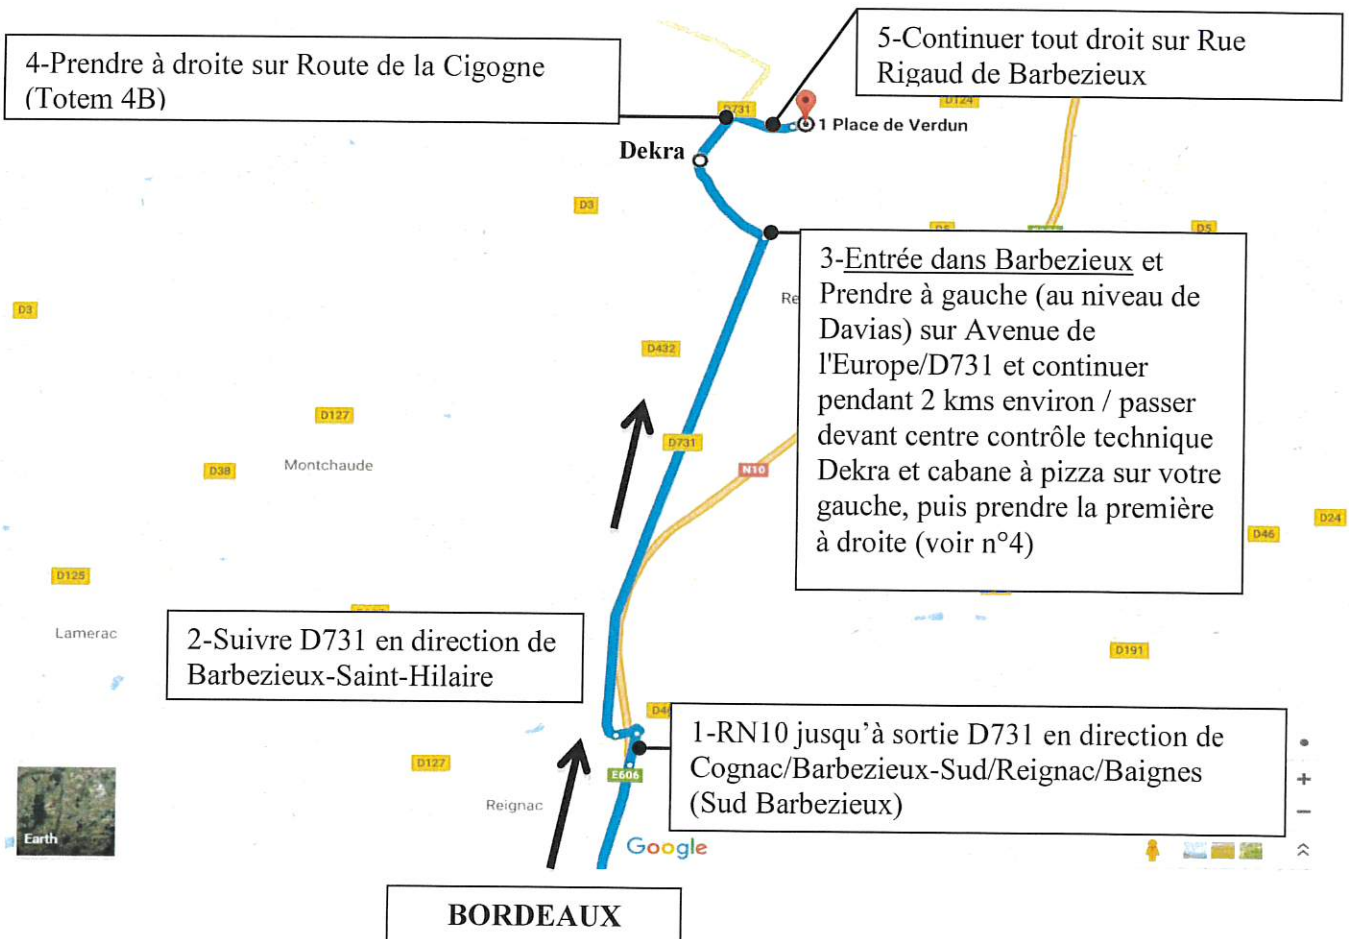 4-Prendre à droite sur Route de la Cigogne
(Totem 4B)
5-Continuer tout droit sur Rue
Rigaud de Barbezieux
D731
D124
1 Place de Verdun
Dekra
D3
D5
D5
3-Entrée dans Barbezieux et
Prendre à gauche (au niveau de
Davias) sur Avenue de
l'Europe/D731 et continuer
pendant 2 kms environ / passer
devant centre contrôle technique
Dekra et cabane à pizza sur votre
gauche, puis prendre la première
à droite (voir n°4)
Re
D3
D432
D127
D731
D38
Montchaude
N10
D24
D46
D125
Lamerac
2-Suivre D731 en direction de
Barbezieux-Saint-Hilaire
D191
1-RN10 jusqu’à sortie D731 en direction de
Cognac/Barbezieux-Sud/Reignac/Baignes
(Sud Barbezieux)
D127
E606
Reignac
Earth
Google
BORDEAUX